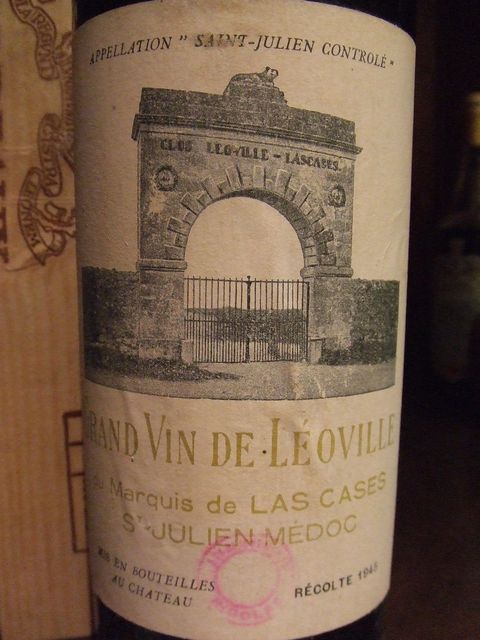 APPELLATION " SAINT-JULIEN CONTROLÉ "
CLOS LEOVILLE - LASCASES
GRAND VIN DE LÉOVILLE
du Marquis de LAS CASES
ST-JULIEN MÉDOC
MIS EN BOUTEILLES
AU CHATEAU
RÉCOLTE 1945